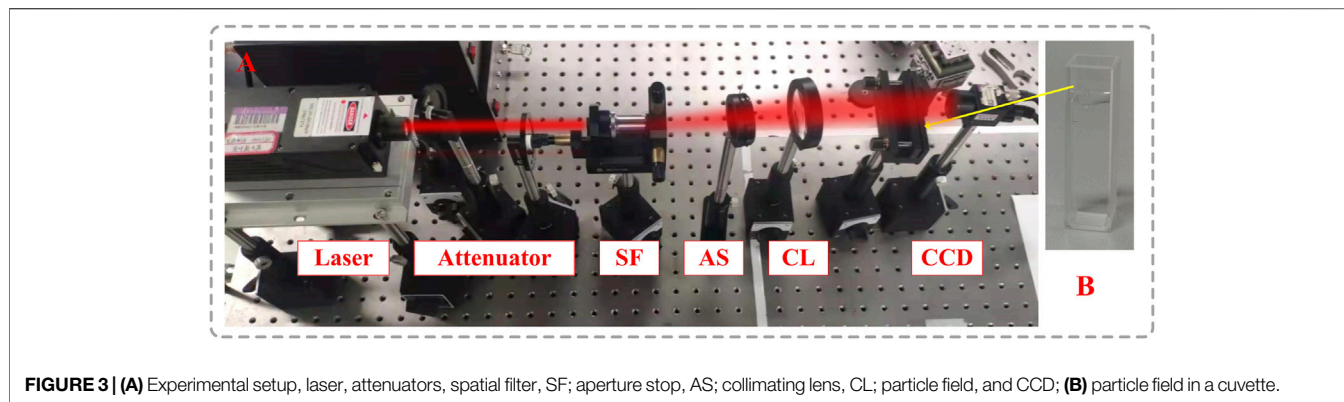 A
DANGER
Laser
Attenuator
SF
AS
CL
CCD
B
FIGURE 3 | (A) Experimental setup, laser, attenuators, spatial filter, SF; aperture stop, AS; collimating lens, CL; particle field, and CCD; (B) particle field in a cuvette.